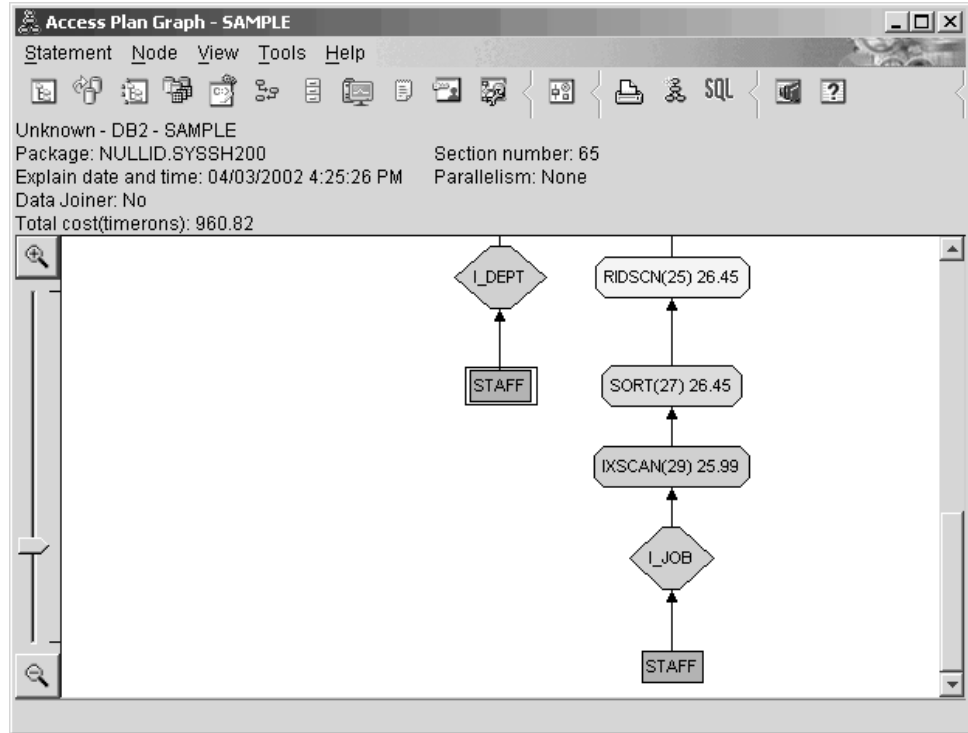 Access Plan Graph - SAMPLE
Statement Node View Tools Help
SQL ?
Unknown - DB2 - SAMPLE
Package: NULLID.SYSSH200 Section number: 65
Explain date and time: 04/03/2002 4:25:26 PM Parallelism: None
Data Joiner: No
Total cost(timerons): 960.82
I_DEPT RIDSCN(25) 26.45
STAFF SORT(27) 26.45
IXSCAN(29) 25.99
I_JOB
STAFF